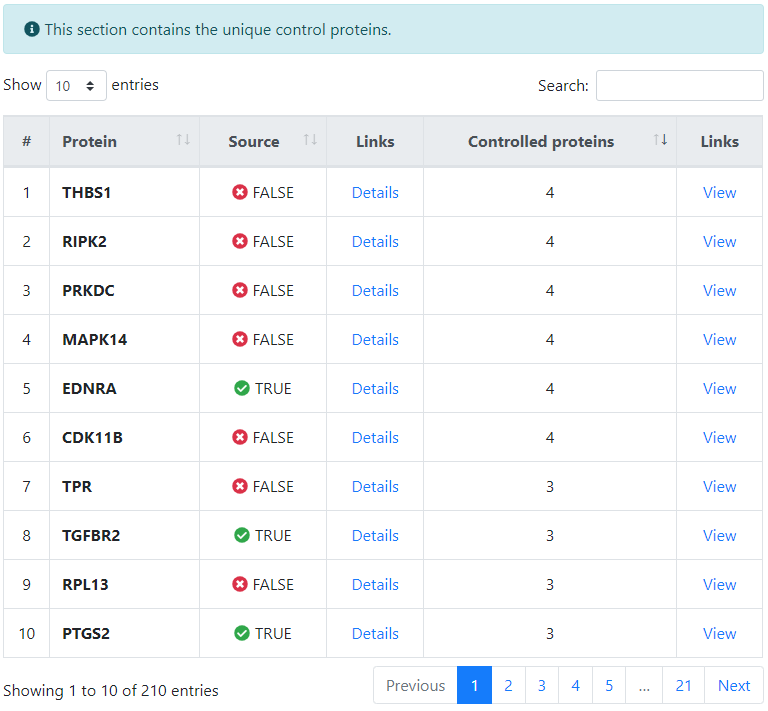 This section contains the unique control proteins.
Show 10 entries Search:
# Protein Source Links Controlled proteins Links
1 THBS1 FALSE Details 4 View
2 RIPK2 FALSE Details 4 View
3 PRKDC FALSE Details 4 View
4 MAPK14 FALSE Details 4 View
5 EDNRA TRUE Details 4 View
6 CDK11B FALSE Details 4 View
7 TPR FALSE Details 3 View
8 TGFBR2 TRUE Details 3 View
9 RPL13 FALSE Details 3 View
10 PTGS2 TRUE Details 3 View
Showing 1 to 10 of 210 entries Previous 1 2 3 4 5 ... 21 Next